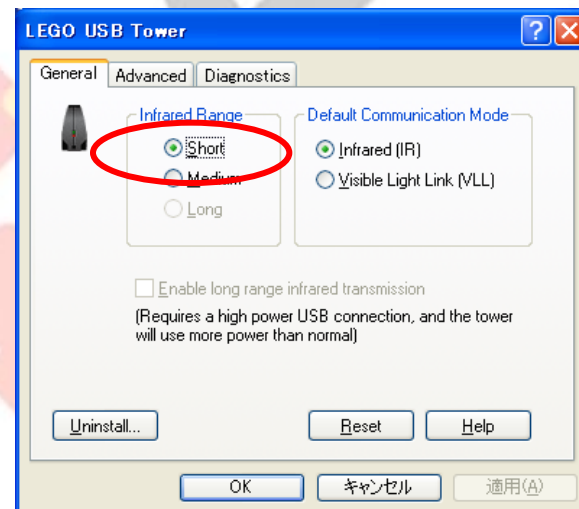 LEGO USB Tower
General Advanced Diagnostics
Infrared Range
Short
Medium
Long
Default Communication Mode
Infrared (IR)
Visible Light Link (VLL)
Enable long range infrared transmission
(Requires a high power USB connection, and the tower
will use more power than normal)
Uninstall... Reset Help
OK キャンセル 適用(A)